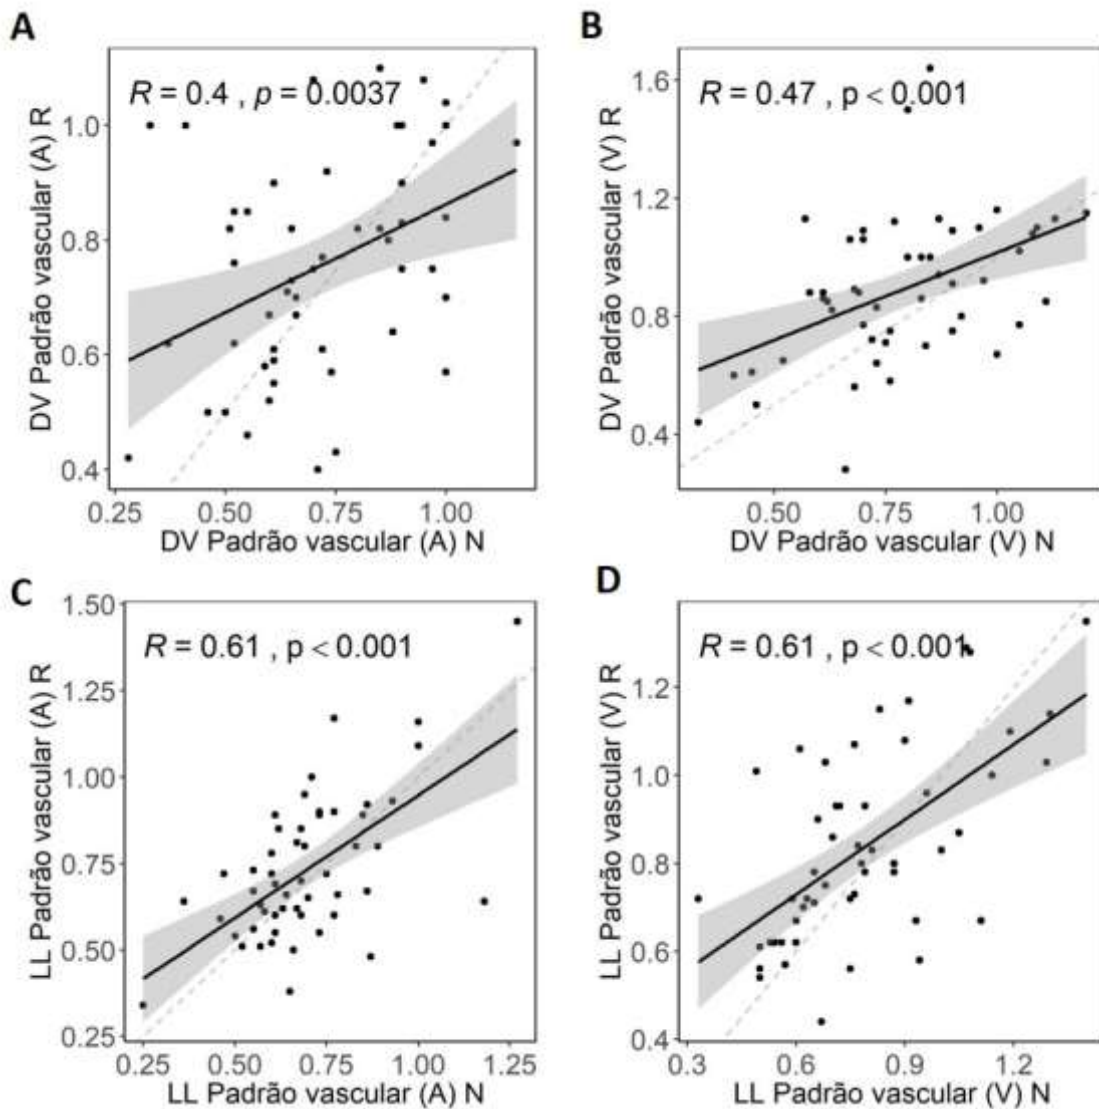 A
R = 0.4 , p = 0.0037
1.0
0.8
0.6
0.4
DV Padrão vascular (A) R
0.25 0.50 0.75 1.00
DV Padrão vascular (A) N
B
R = 0.47 , p < 0.001
1.6
1.2
0.8
0.4
DV Padrão vascular (V) R
0.50 0.75 1.00
DV Padrão vascular (V) N
C
R = 0.61 , p < 0.001
1.50
1.25
1.00
0.75
0.50
0.25
LL Padrão vascular (A) R
0.25 0.50 0.75 1.00 1.25
LL Padrão vascular (A) N
D
R = 0.61 , p < 0.001
1.2
1.0
0.8
0.6
0.4
LL Padrão vascular (V) R
0.3 0.6 0.9 1.2
LL Padrão vascular (V) N